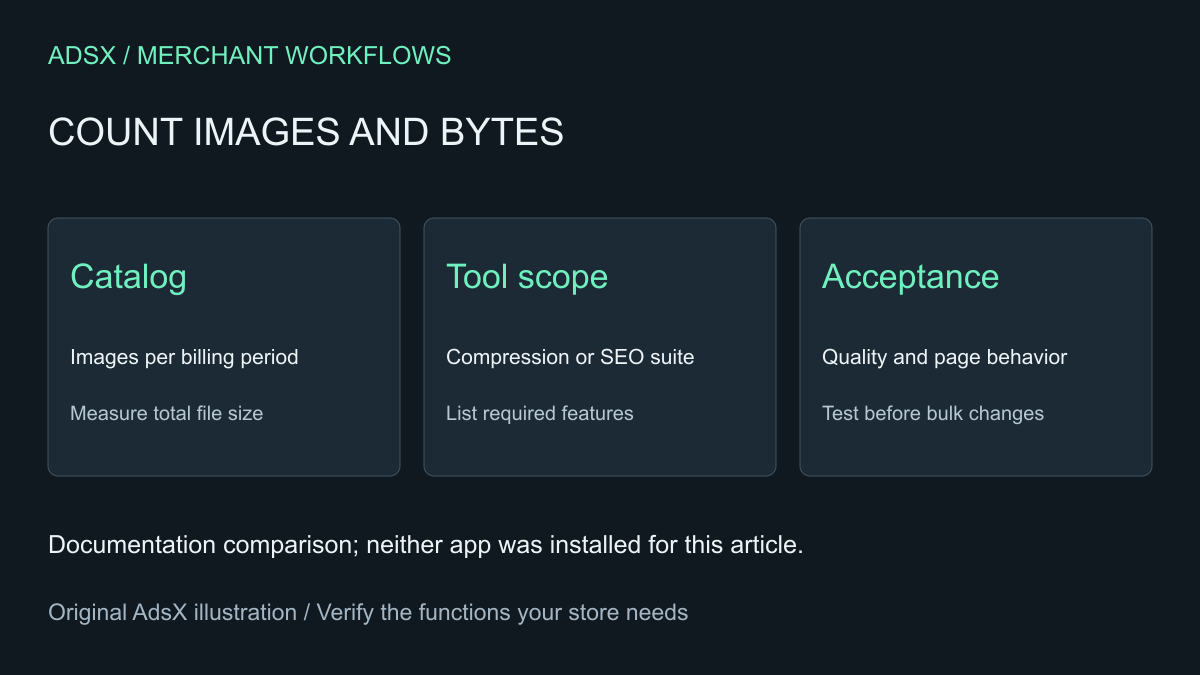 ADSX / MERCHANT WORKFLOWS
COUNT IMAGES AND BYTES
Catalog
Images per billing period
Measure total file size
Tool scope
Compression or SEO suite
List required features
Acceptance
Quality and page behavior
Test before bulk changes
Documentation comparison; neither app was installed for this article.
Original AdsX illustration / Verify the functions your store needs